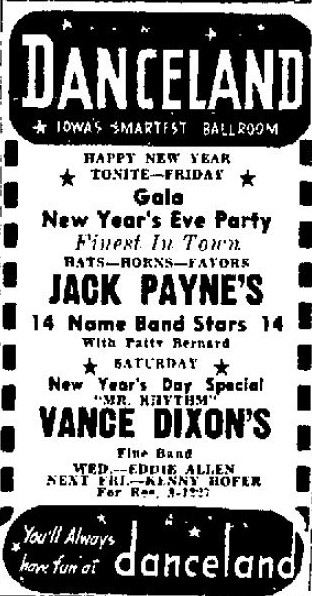 DANCELAND
IOWA'S SMARTEST BALLROOM
HAPPY NEW YEAR
TONITE—FRIDAY
Gala
New Year's Eve Party
Finest In Town
HATS—HORNS—FAVORS
JACK PAYNE'S
14 Name Band Stars 14
With Patty Bernard
SATURDAY
New Year's Day Special
"MR. RHYTHM"
VANCE DIXON'S
Fine Band
WED.—EDDIE ALLEN
NEXT FRI.—KENNY HOFER
For Res.
You'll Always
have fun at danceland